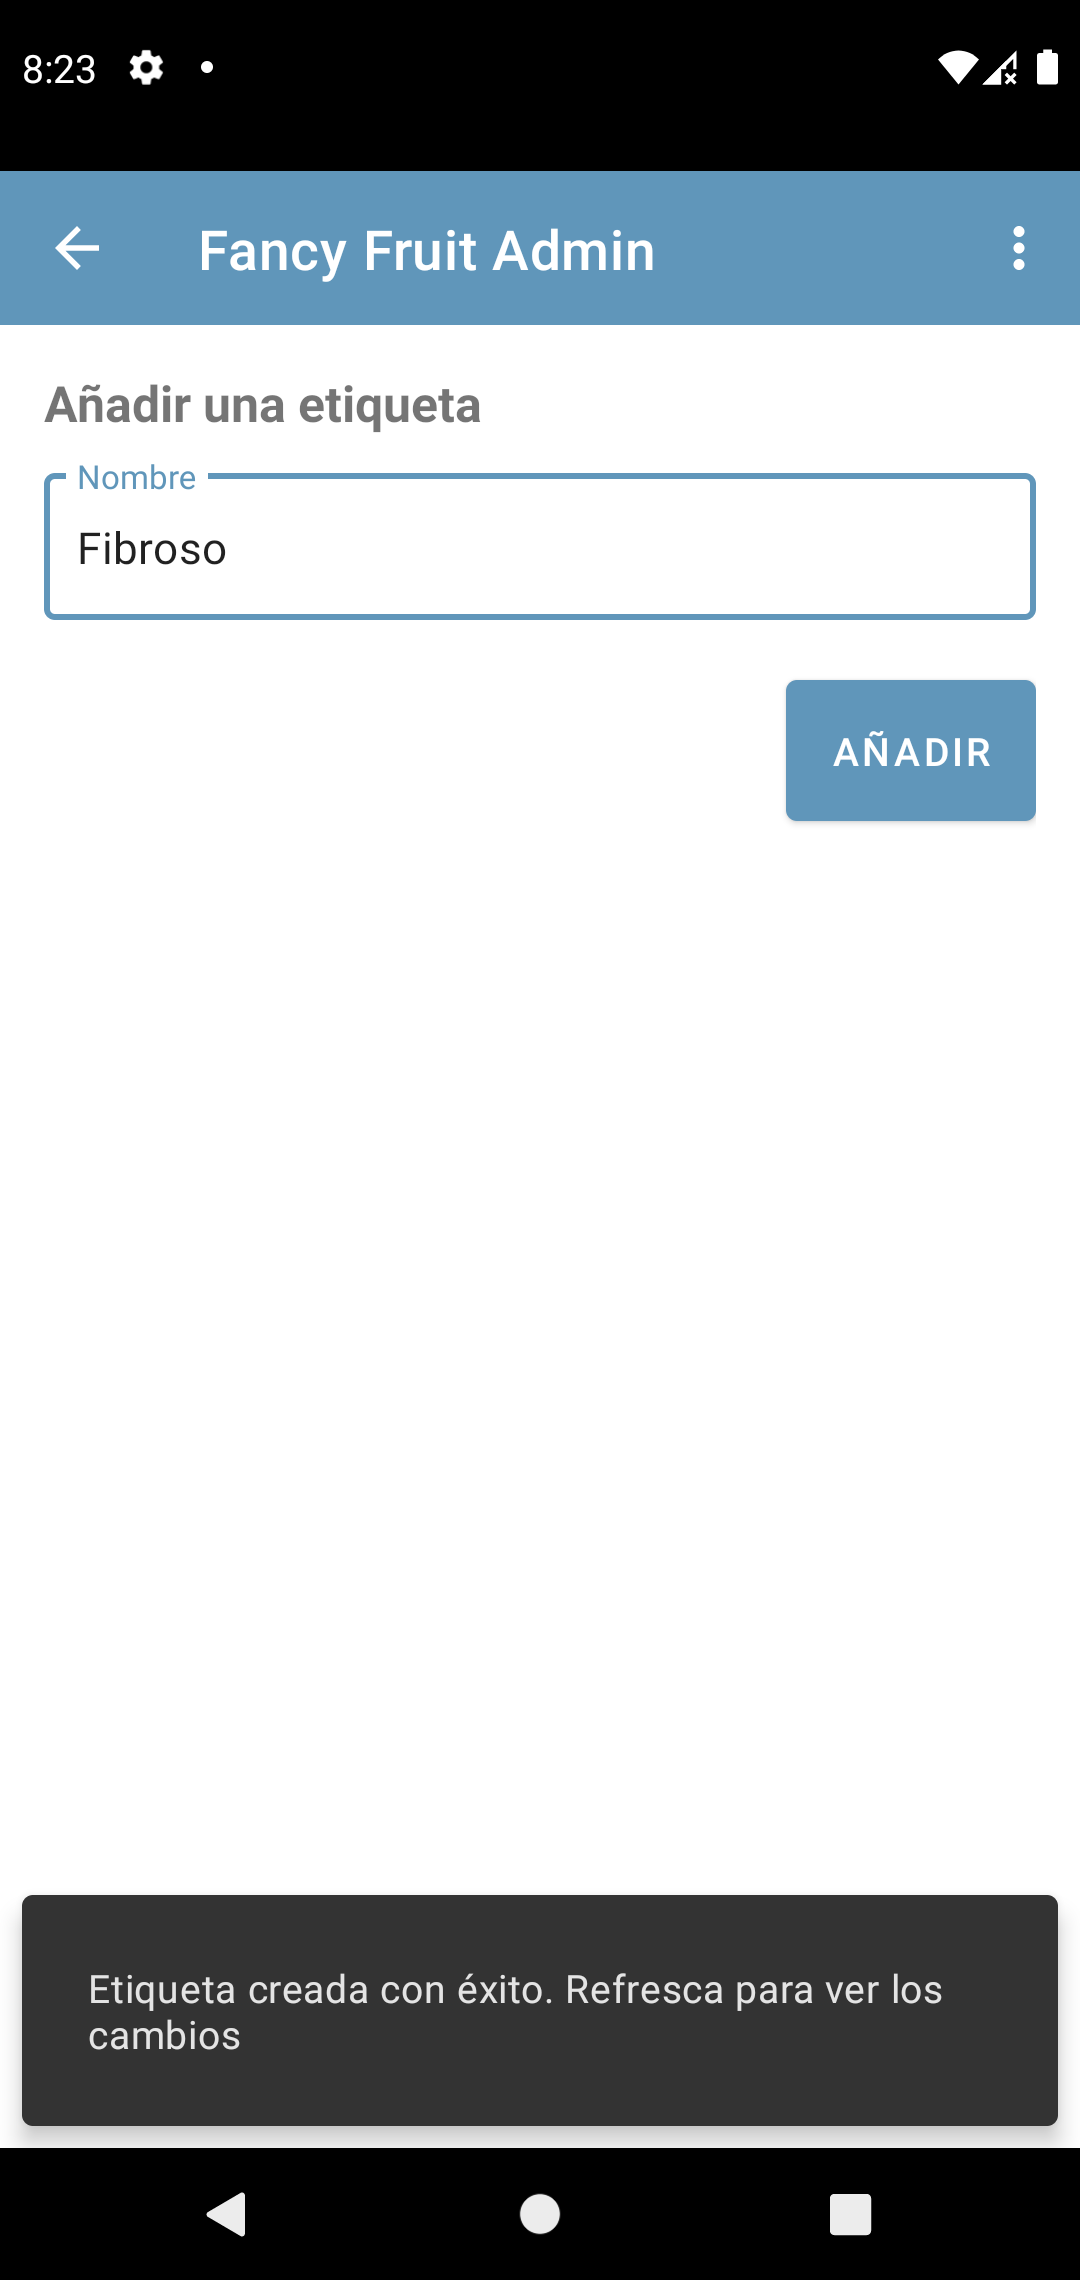 8:23
Fancy Fruit Admin
Añadir una etiqueta
Nombre
Fibroso
AÑADIR
Etiqueta creada con éxito. Refresca para ver los
cambios